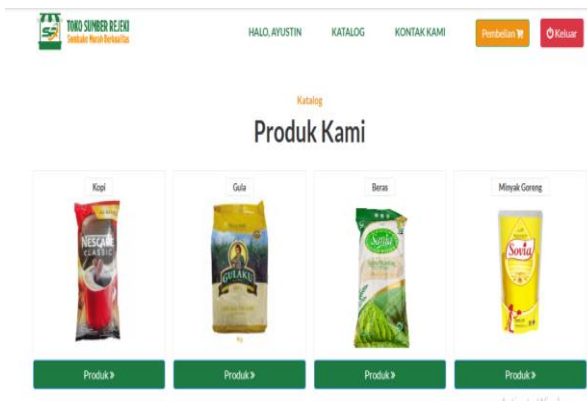 TOKO SUMBER REJEKI
Sembako Murah Berkualitas
HALO, AYUSTIN
KATALOG
KONTAK KAMI
Pembelian
Keluar
Katalog
Produk Kami
Kopi
Gula
Beras
Minyak Goreng
NESCAFE
CLASSIC
GULAKU
Sania
Sovia
Produk »
Produk »
Produk »
Produk »